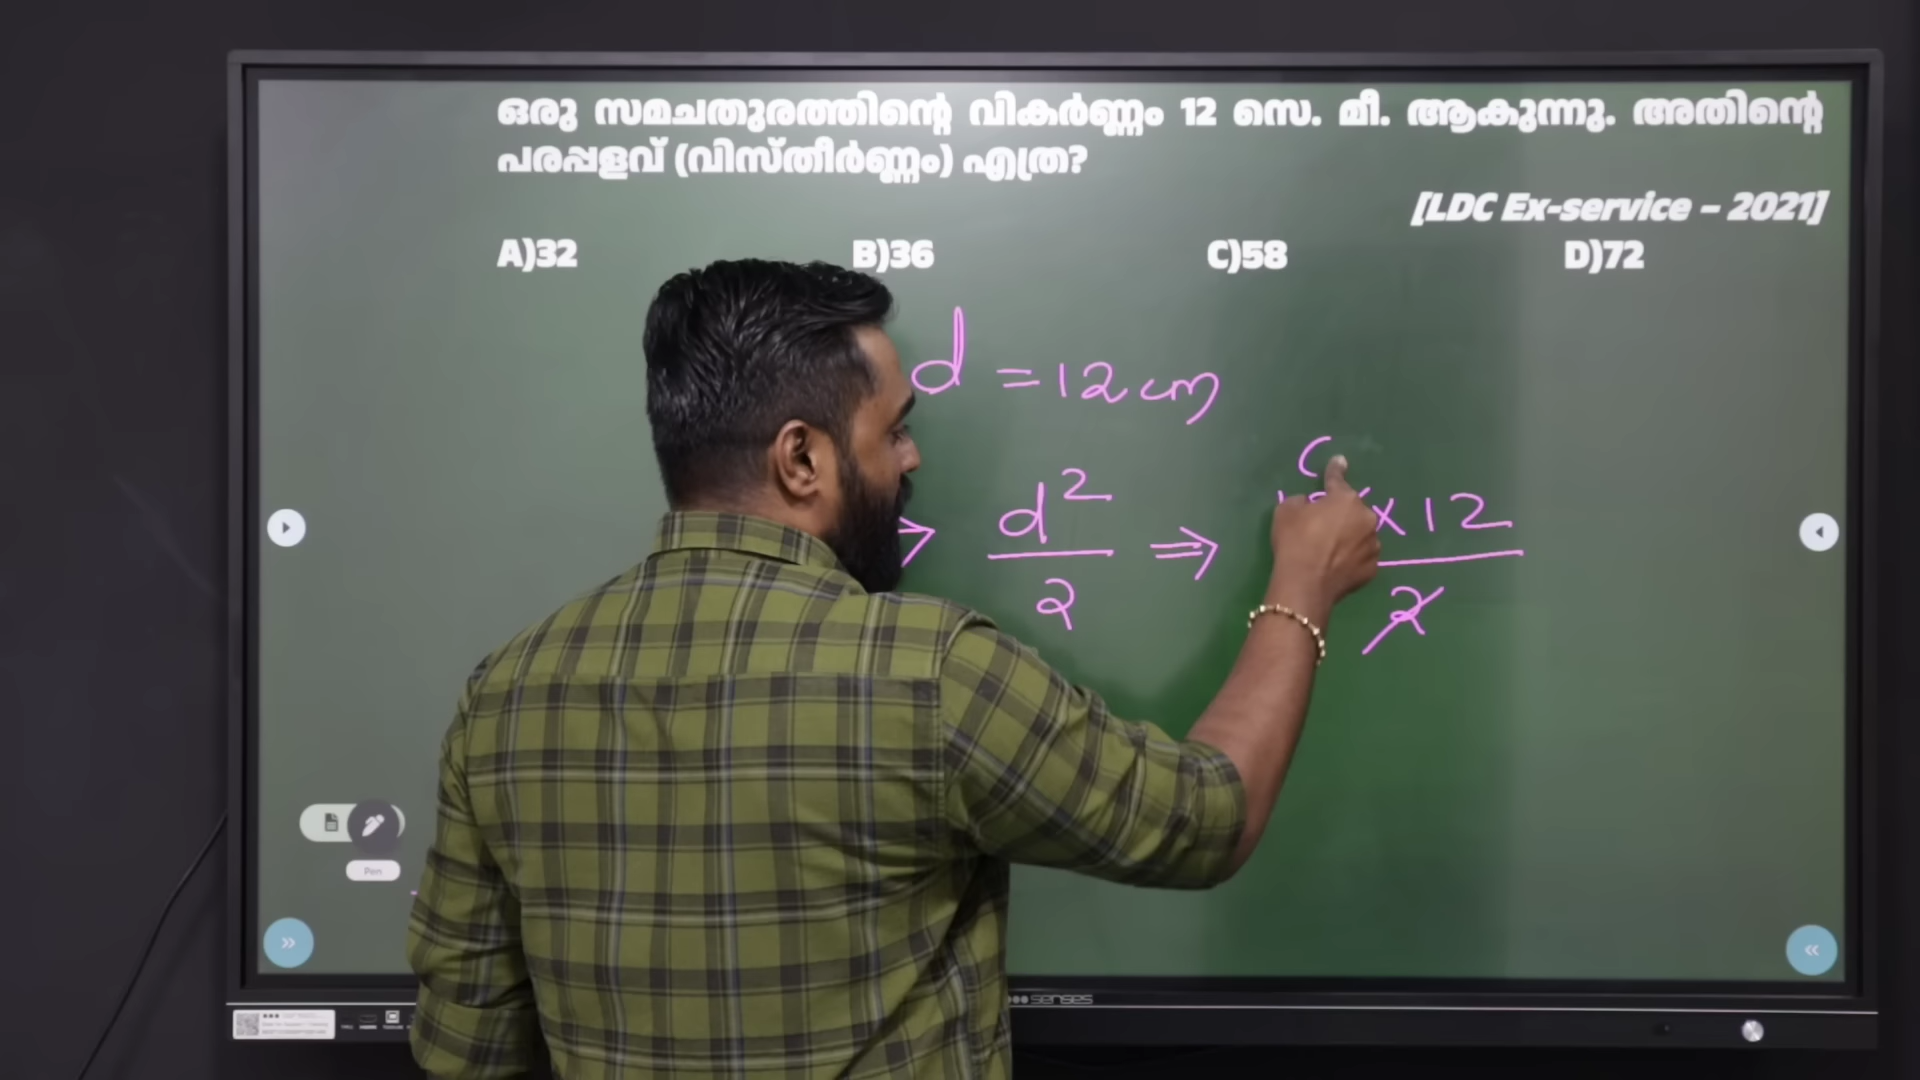 ഒരു സമചതുരത്തിന്റെ വികർണ്ണം 12 സെ. മീ. ആകുന്നു. അതിന്റെ
പരപ്പളവ് (വിസ്തീർണ്ണം) എത്ര?
[LDC Ex-service – 2021]
A)32 B)36 C)58 D)72
d = 12 cm
d² ⇒ x 12
2 2
Pen
senses